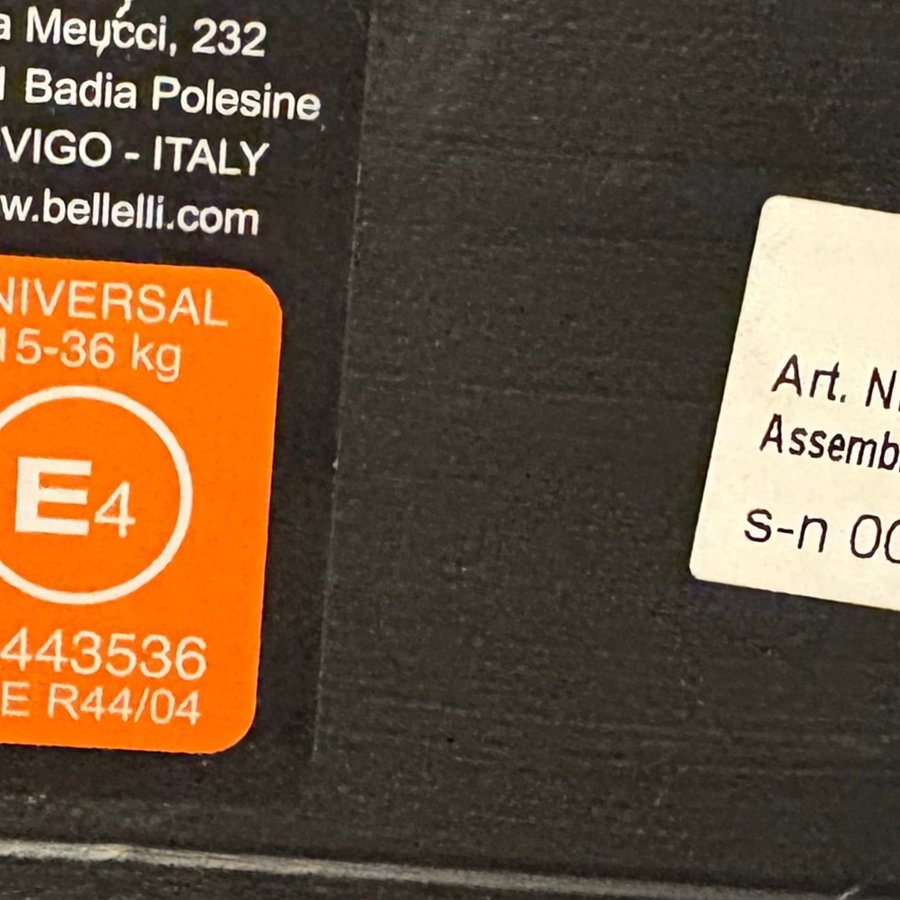 a Meucci, 232
Badia Polesine
VIGO - ITALY
w.bellelli.com
NIVERSAL
15-36 kg
E4
443536
E R44/04
Art. N
Assemb
s-n 00